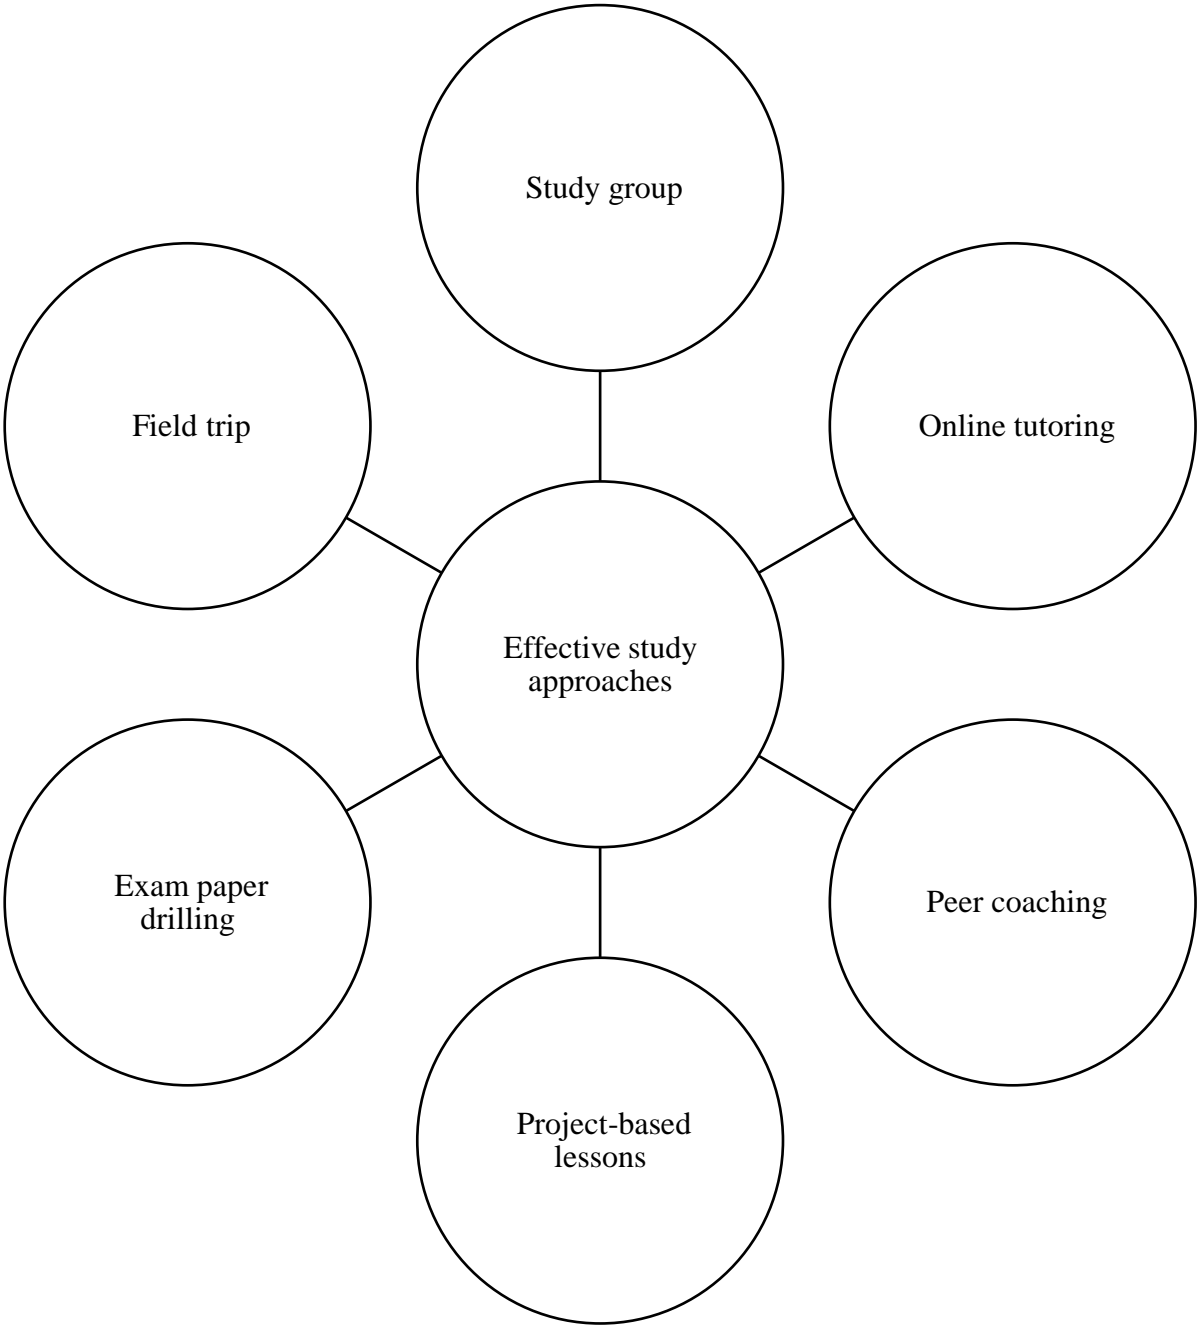 Study group
Field trip
Online tutoring
Effective study
approaches
Exam paper
drilling
Peer coaching
Project-based
lessons